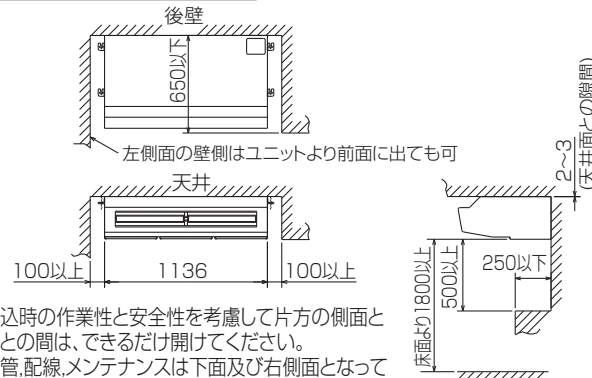 後壁
650以下
左側面の壁側はユニットより前面に出ても可
天井
100以上
1136
100以上
2～3
(天井面との隙間)
床面より1800以上
500以上
250以下
込時の作業性と安全性を考慮して片方の側面と
との間は、できるだけ開けてください。
管,配線,メンテナンスは下面及び右側面となって